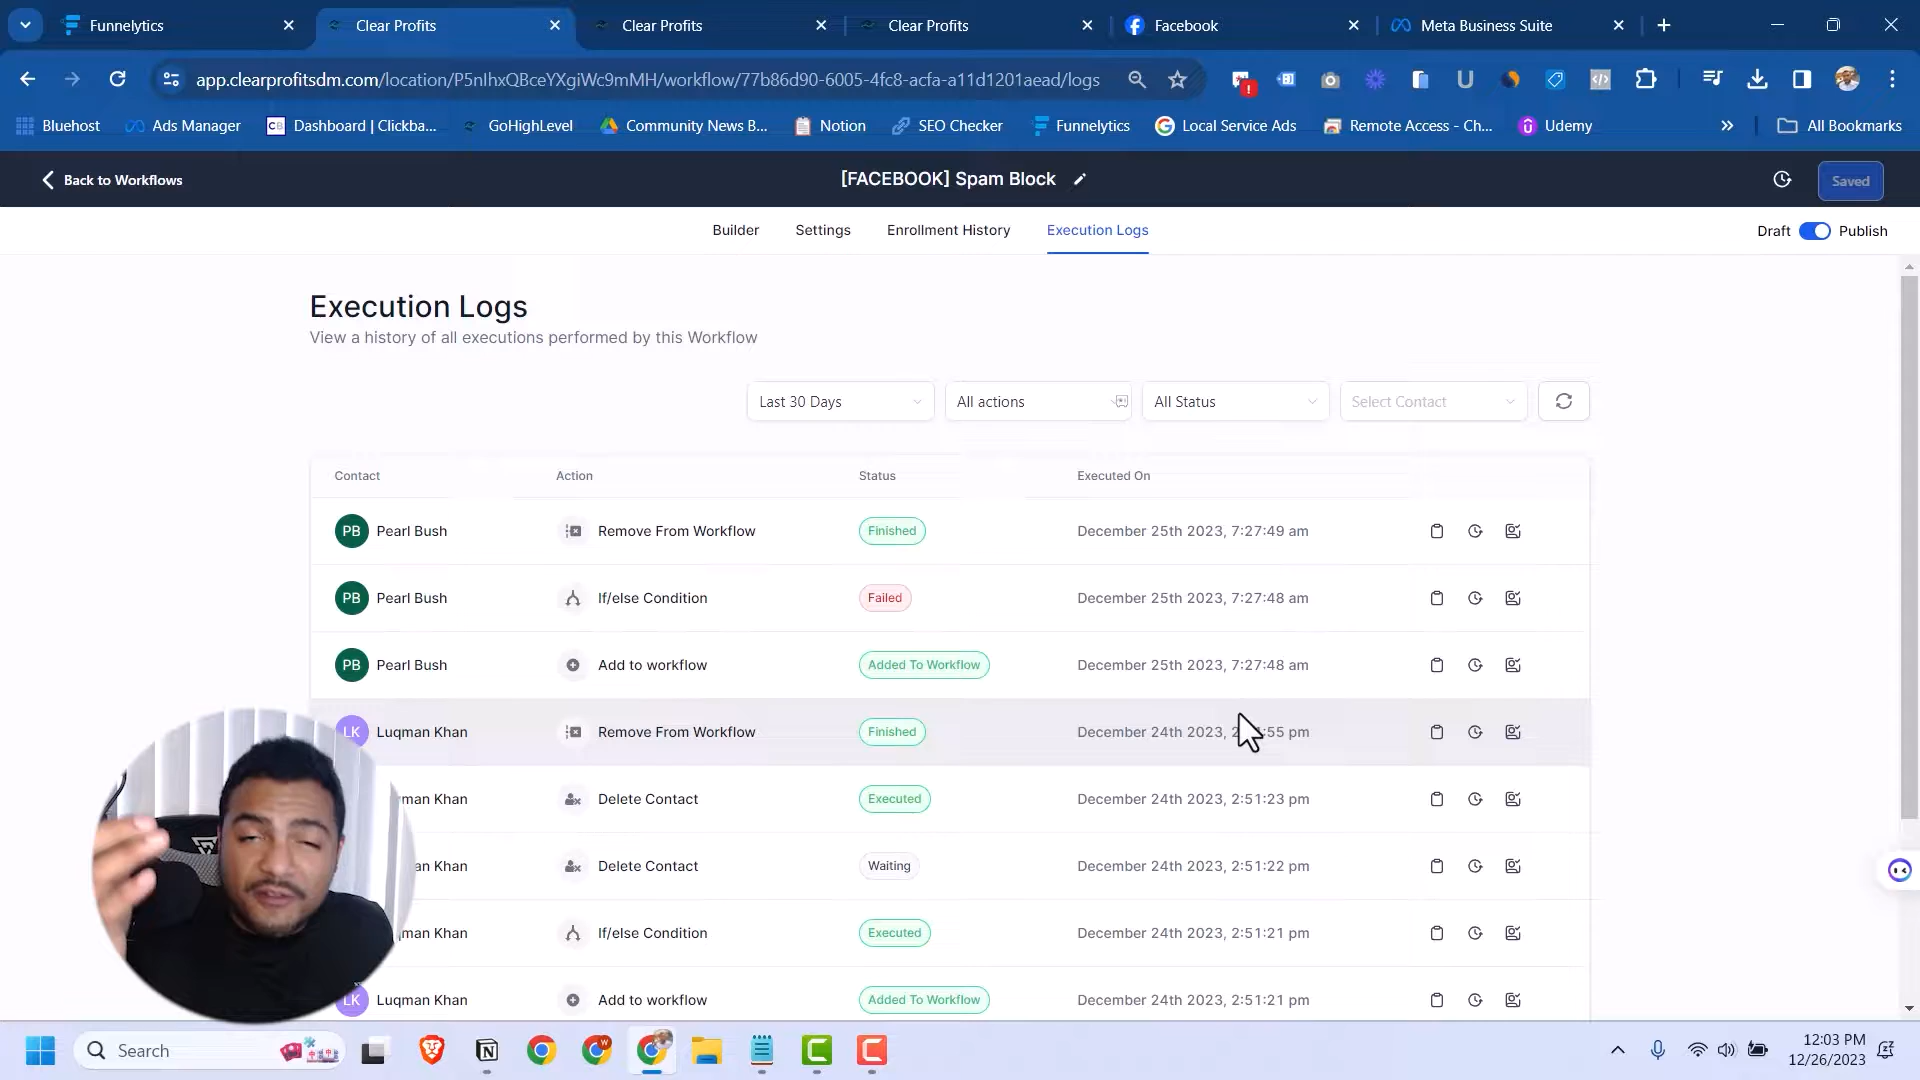 Funnelytics
Clear Profits
Clear Profits
Clear Profits
Facebook
Meta Business Suite
app.clearprofitsdm.com/location/P5nIhxQBceYXgiWc9mMH/workflow/77b86d90-6005-4fc8-acfa-a11d1201aead/logs
Bluehost
Ads Manager
CB
Dashboard | Clickba...
GoHighLevel
Community News B...
Notion
SEO Checker
Funnelytics
Local Service Ads
Remote Access - Ch...
Udemy
All Bookmarks
Back to Workflows
[FACEBOOK] Spam Block
Saved
Builder
Settings
Enrollment History
Execution Logs
Draft
Publish
Execution Logs
View a history of all executions performed by this Workflow
Last 30 Days
All actions
All Status
Select Contact
Contact
Action
Status
Executed On
PB Pearl Bush
Remove From Workflow
Finished
December 25th 2023, 7:27:49 am
PB Pearl Bush
If/else Condition
Failed
December 25th 2023, 7:27:48 am
PB Pearl Bush
Add to workflow
Added To Workflow
December 25th 2023, 7:27:48 am
LK Luqman Khan
Remove From Workflow
Finished
December 24th 2023, 2 :55 pm
man Khan
Delete Contact
Executed
December 24th 2023, 2:51:23 pm
an Khan
Delete Contact
Waiting
December 24th 2023, 2:51:22 pm
man Khan
If/else Condition
Executed
December 24th 2023, 2:51:21 pm
LK Luqman Khan
Add to workflow
Added To Workflow
December 24th 2023, 2:51:21 pm
Search
12:03 PM
12/26/2023